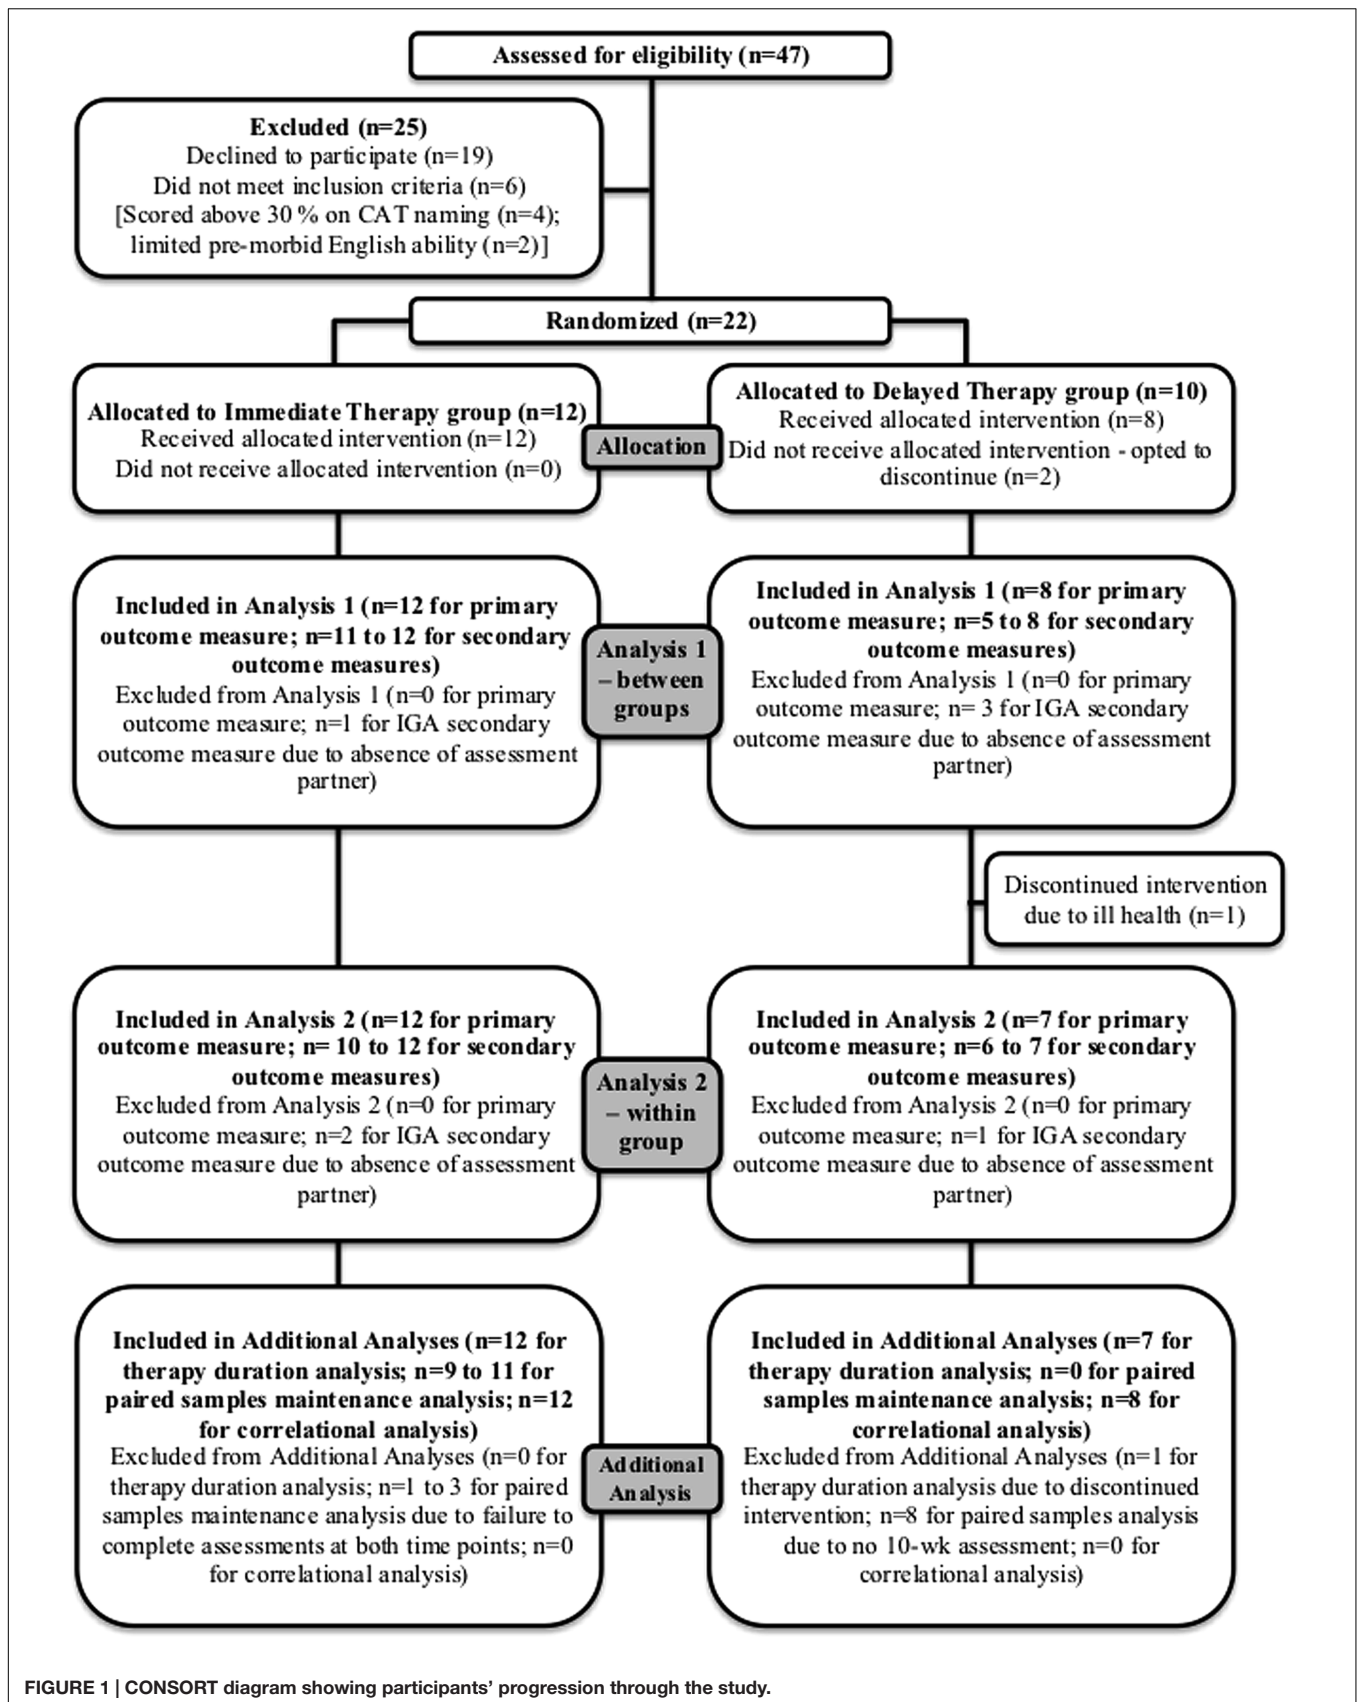 Assessed for eligibility (n=47)
Excluded (n=25)
Declined to participate (n=19)
Did not meet inclusion criteria (n=6)
[Scored above 30 % on CAT naming (n=4);
limited pre-morbid English ability (n=2)]
Randomized (n=22)
Allocated to Immediate Therapy group (n=12)
Received allocated intervention (n=12)
Did not receive allocated intervention (n=0)
Allocation
Allocated to Delayed Therapy group (n=10)
Received allocated intervention (n=8)
Did not receive allocated intervention - opted to
discontinue (n=2)
Included in Analysis 1 (n=12 for primary
outcome measure; n=11 to 12 for secondary
outcome measures)
Excluded from Analysis 1 (n=0 for primary
outcome measure; n=1 for IGA secondary
outcome measure due to absence of assessment
partner)
Analysis 1
– between
groups
Included in Analysis 1 (n=8 for primary
outcome measure; n=5 to 8 for secondary
outcome measures)
Excluded from Analysis 1 (n=0 for primary
outcome measure; n= 3 for IGA secondary
outcome measure due to absence of assessment
partner)
Discontinued intervention
due to ill health (n=1)
Included in Analysis 2 (n=12 for primary
outcome measure; n= 10 to 12 for secondary
outcome measures)
Excluded from Analysis 2 (n=0 for primary
outcome measure; n=2 for IGA secondary
outcome measure due to absence of assessment
partner)
Analysis 2
– within
group
Included in Analysis 2 (n=7 for primary
outcome measure; n=6 to 7 for secondary
outcome measures)
Excluded from Analysis 2 (n=0 for primary
outcome measure; n=1 for IGA secondary
outcome measure due to absence of assessment
partner)
Included in Additional Analyses (n=12 for
therapy duration analysis; n=9 to 11 for
paired samples maintenance analysis; n=12
for correlational analysis)
Excluded from Additional Analyses (n=0 for
therapy duration analysis; n=1 to 3 for paired
samples maintenance analysis due to failure to
complete assessments at both time points; n=0
for correlational analysis)
Additional
Analysis
Included in Additional Analyses (n=7 for
therapy duration analysis; n=0 for paired
samples maintenance analysis; n=8 for
correlational analysis)
Excluded from Additional Analyses (n=1 for
therapy duration analysis due to discontinued
intervention; n=8 for paired samples analysis
due to no 10-wk assessment; n=0 for
correlational analysis)
FIGURE 1 | CONSORT diagram showing participants' progression through the study.